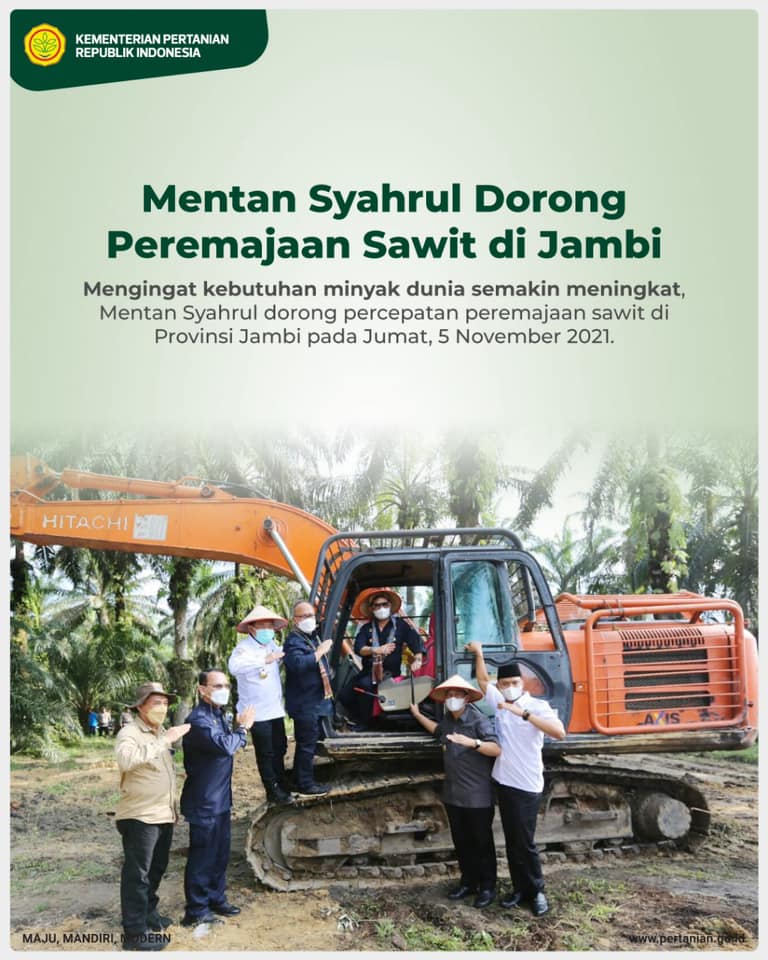 KEMENTERIAN PERTANIAN
REPUBLIK INDONESIA
Mentan Syahrul Dorong
Peremajaan Sawit di Jambi
Mengingat kebutuhan minyak dunia semakin meningkat,
Mentan Syahrul dorong percepatan peremajaan sawit di
Provinsi Jambi pada Jumat, 5 November 2021.
HITACHI
AXIS
MAJU, MANDIRI, MODERN
www.pertanian.go.id